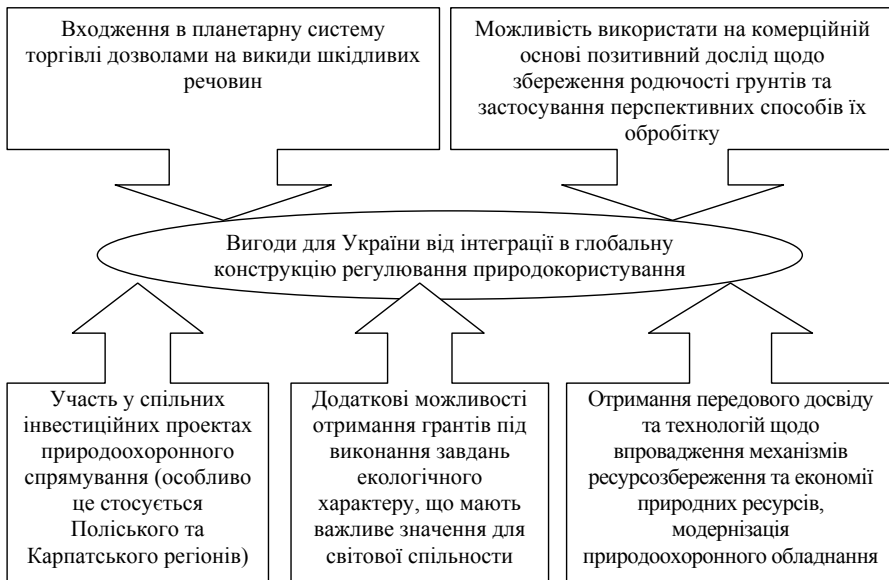 Входження в планетарну систему
торгівлі дозволами на викиди шкідливих
речовин
Можливість використати на комерційній
основі позитивний дослід щодо
збереження родючості грунтів та
застосування перспективних способів їх
обробітку
Вигоди для України від інтеграції в глобальну
конструкцію регулювання природокористування
Участь у спільних
інвестиційних проектах
природоохоронного
спрямування (особливо
це стосується
Поліського та
Карпатського регіонів)
Додаткові можливості
отримання грантів під
виконання завдань
екологічного
характеру, що мають
важливе значення для
світової спільности
Отримання передового досвіду
та технологій щодо
впровадження механізмів
ресурсозбереження та економії
природних ресурсів,
модернізація
природоохоронного обладнання